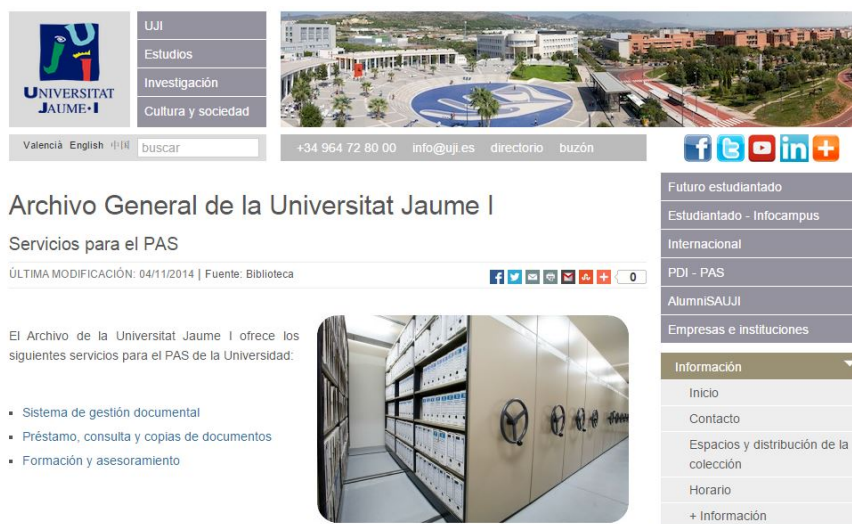 UNIVERSITAT
JAUME·I
UJI
Estudios
Investigación
Cultura y sociedad
Valencià English 中国
buscar
+34 964 72 80 00 info@uji.es directorio buzón
Archivo General de la Universitat Jaume I
Servicios para el PAS
ÚLTIMA MODIFICACIÓN: 04/11/2014 | Fuente: Biblioteca
0
El Archivo de la Universitat Jaume I ofrece los
siguientes servicios para el PAS de la Universidad:
Sistema de gestión documental
Préstamo, consulta y copias de documentos
Formación y asesoramiento
Futuro estudiantado
Estudiantado - Infocampus
Internacional
PDI - PAS
AlumniSAUJI
Empresas e instituciones
Información
Inicio
Contacto
Espacios y distribución de la
colección
Horario
+ Información